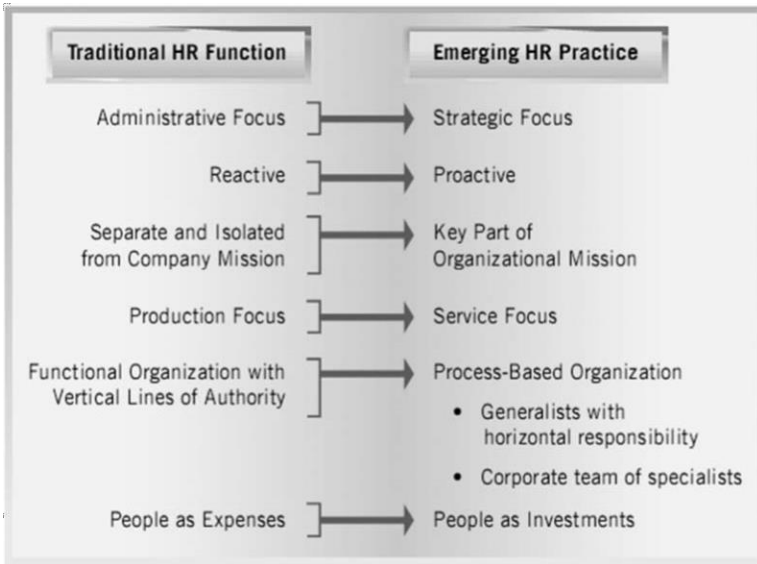 Traditional HR Function
Emerging HR Practice
Administrative Focus
Strategic Focus
Reactive
Proactive
Separate and Isolated
from Company Mission
Key Part of
Organizational Mission
Production Focus
Service Focus
Functional Organization with
Vertical Lines of Authority
Process-Based Organization
• Generalists with
horizontal responsibility
• Corporate team of specialists
People as Expenses
People as Investments